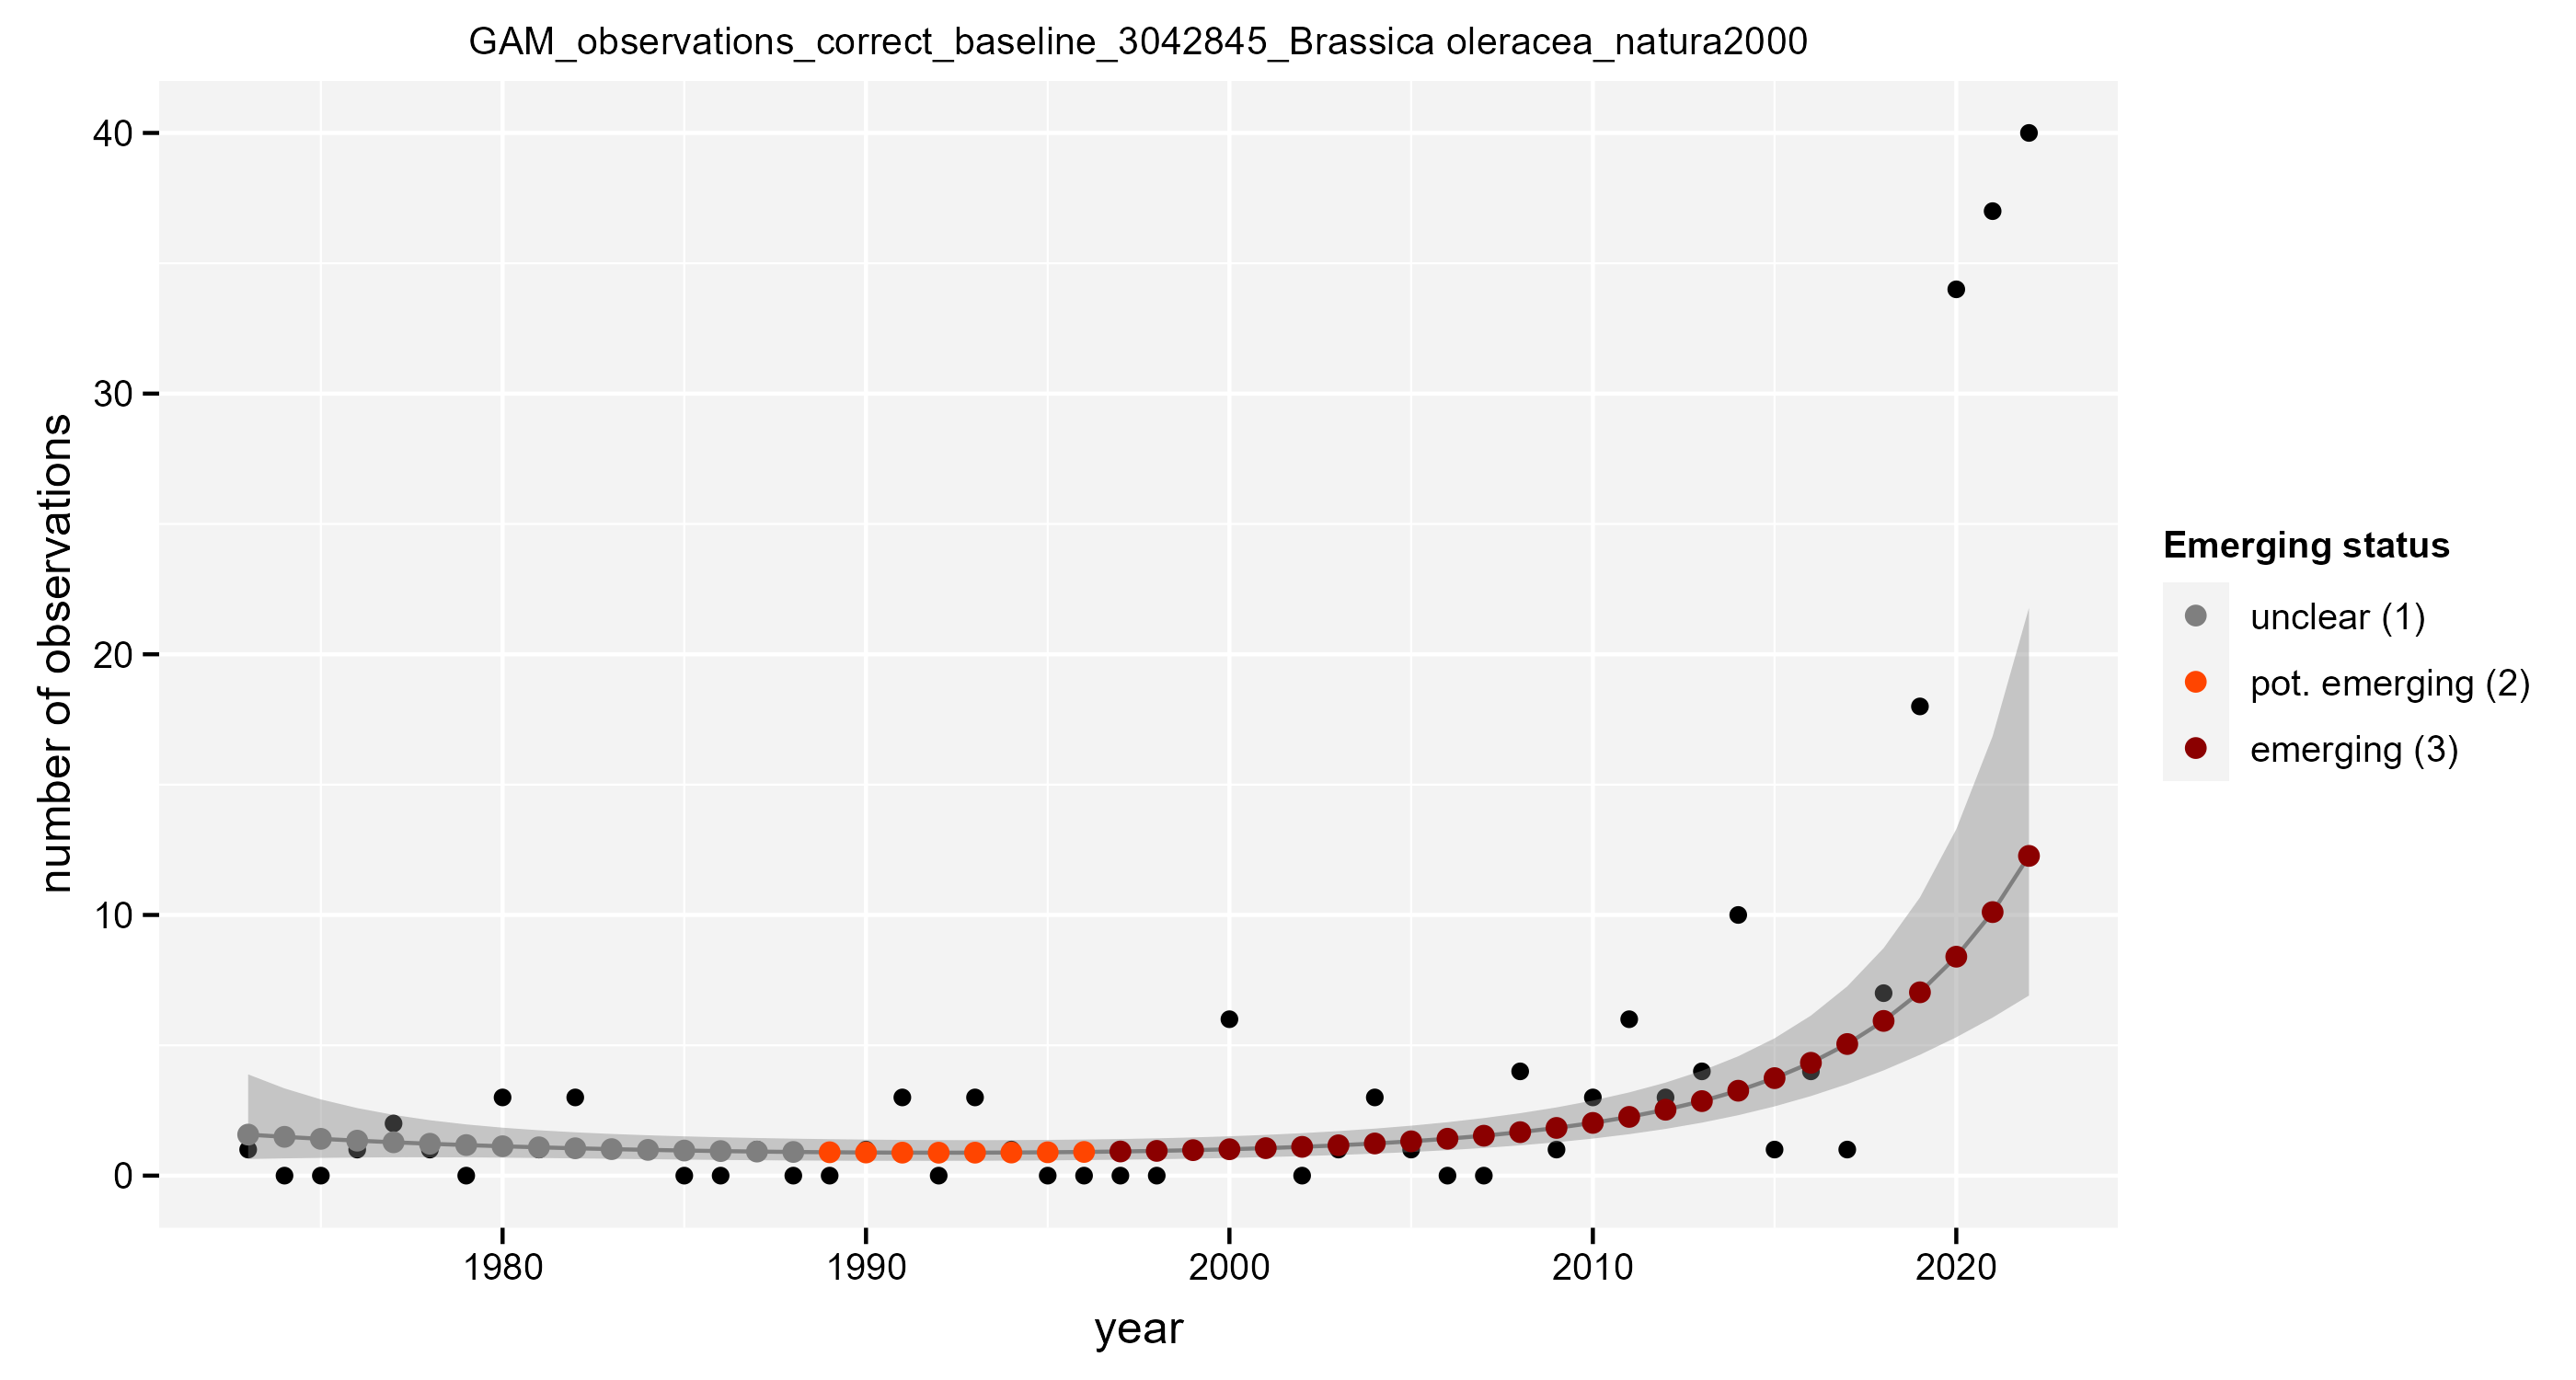 GAM_observations_correct_baseline_3042845_Brassica oleracea_natura2000
number of observations
40
30
20
10
0
1980 1990 2000 2010 2020
year
Emerging status
unclear (1)
pot. emerging (2)
emerging (3)